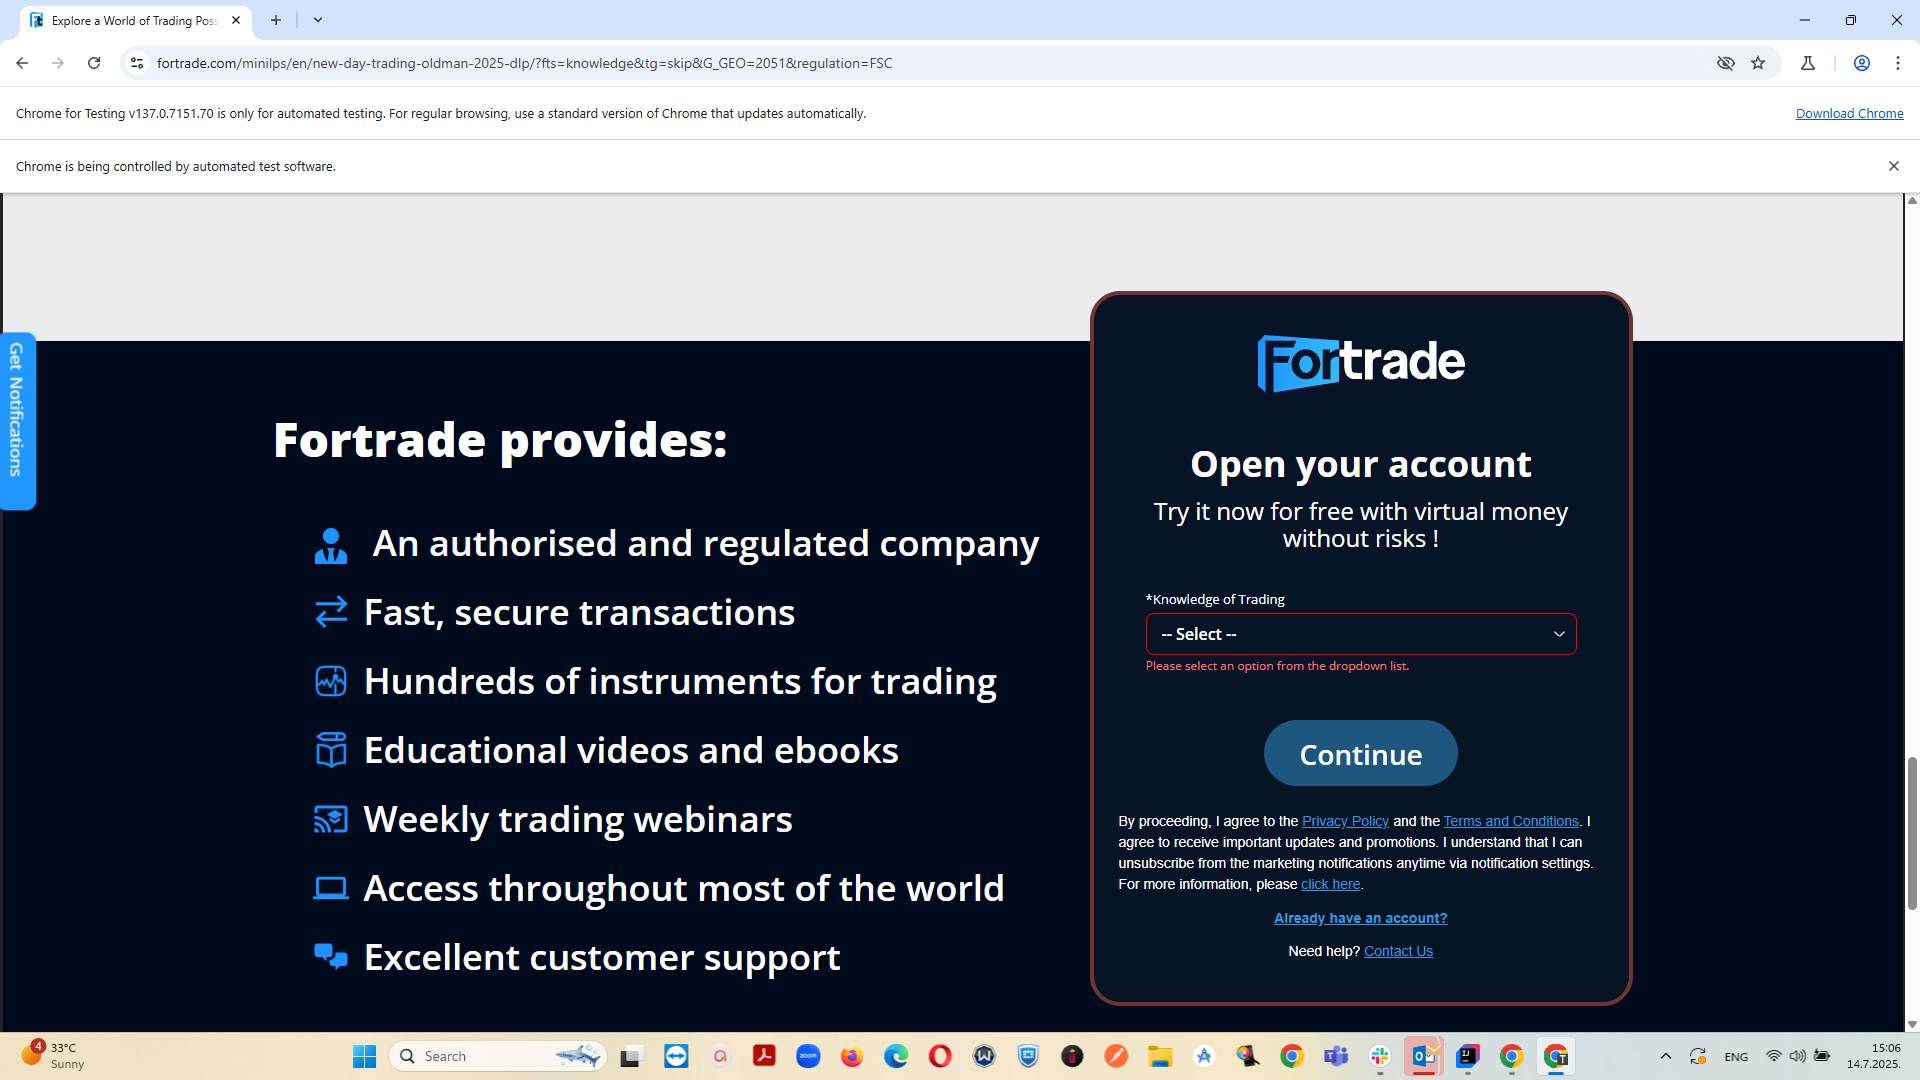 Explore a World of Trading Poss
fortrade.com/minilps/en/new-day-trading-oldman-2025-dlp/?fts=knowledge&tg=skip&G_GEO=2051&regulation=FSC
Chrome for Testing v137.0.7151.70 is only for automated testing. For regular browsing, use a standard version of Chrome that updates automatically.
Download Chrome
Chrome is being controlled by automated test software.
Get Notifications
Fortrade provides:
An authorised and regulated company
Fast, secure transactions
Hundreds of instruments for trading
Educational videos and ebooks
Weekly trading webinars
Access throughout most of the world
Excellent customer support
Fortrade
Open your account
Try it now for free with virtual money
without risks !
*Knowledge of Trading
-- Select --
Please select an option from the dropdown list.
Continue
By proceeding, I agree to the Privacy Policy and the Terms and Conditions. I
agree to receive important updates and promotions. I understand that I can
unsubscribe from the marketing notifications anytime via notification settings.
For more information, please click here.
Already have an account?
Need help? Contact Us
4
33°C
Sunny
Search
zoom
ENG
15:06
14.7.2025.